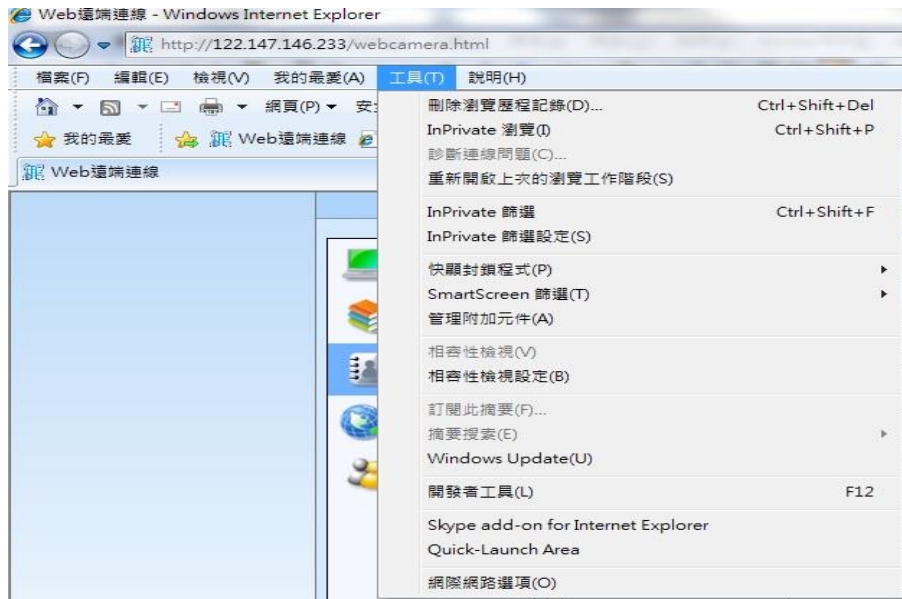 Web遠端連線 - Windows Internet Explorer
http://122.147.146.233/webcamera.html
檔案(F) 編輯(E) 檢視(V) 我的最愛(A) 工具(T) 說明(H)
網頁(P)
我的最愛 Web遠端連線
Web遠端連線
刪除瀏覽歷程記錄(D)... Ctrl+Shift+Del
InPrivate 瀏覽(I) Ctrl+Shift+P
診斷連線問題(C)...
重新開啟上次的瀏覽工作階段(S)
InPrivate 篩選 Ctrl+Shift+F
InPrivate 篩選設定(S)
快顯封鎖程式(P)
SmartScreen 篩選(T)
管理附加元件(A)
相容性檢視(V)
相容性檢視設定(B)
訂閱此摘要(F)...
摘要搜索(E)
Windows Update(U)
開發者工具(L) F12
Skype add-on for Internet Explorer
Quick-Launch Area
網際網路選項(O)